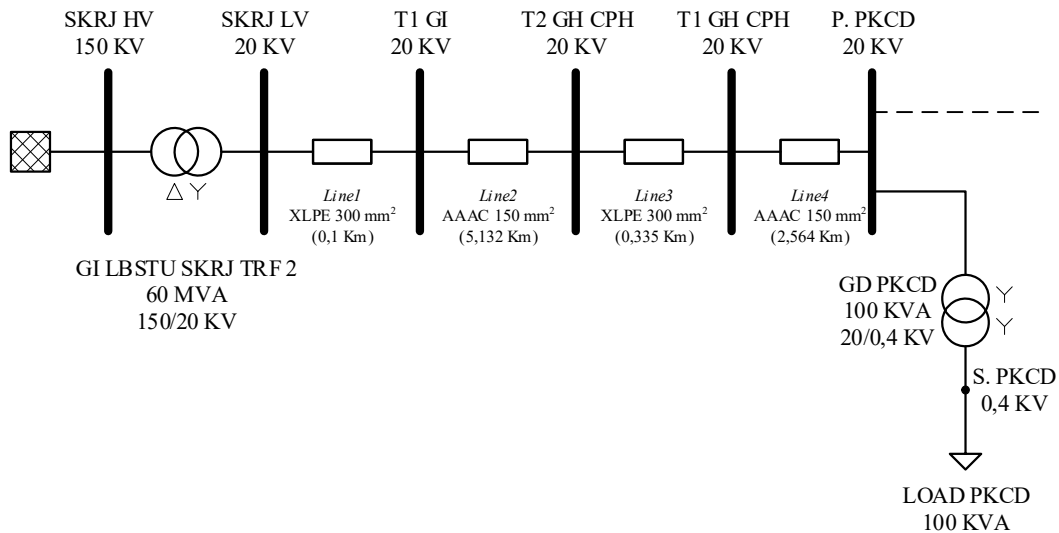 SKRJ HV
150 KV
SKRJ LV
20 KV
T1 GI
20 KV
T2 GH CPH
20 KV
T1 GH CPH
20 KV
P. PKCD
20 KV
Line1
XLPE 300 mm²
(0,1 Km)
Line2
AAAC 150 mm²
(5,132 Km)
Line3
XLPE 300 mm²
(0,335 Km)
Line4
AAAC 150 mm²
(2,564 Km)
GI LBSTU SKRJ TRF 2
60 MVA
150/20 KV
GD PKCD
100 KVA
20/0,4 KV
S. PKCD
0,4 KV
LOAD PKCD
100 KVA